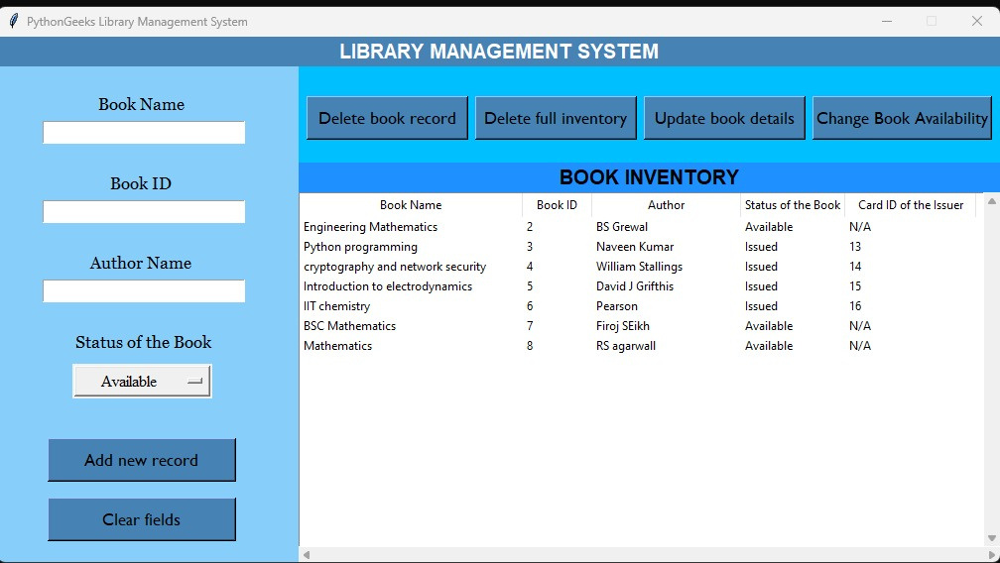 PythonGeeks Library Management System
LIBRARY MANAGEMENT SYSTEM
Book Name
Book ID
Author Name
Status of the Book
Available
Add new record
Clear fields
Delete book record Delete full inventory Update book details Change Book Availability
BOOK INVENTORY
Book Name Book ID Author Status of the Book Card ID of the Issuer
Engineering Mathematics 2 BS Grewal Available N/A
Python programming 3 Naveen Kumar Issued 13
cryptography and network security 4 William Stallings Issued 14
Introduction to electrodynamics 5 David J Grifthis Issued 15
IIT chemistry 6 Pearson Issued 16
BSC Mathematics 7 Firoj SEikh Available N/A
Mathematics 8 RS agarwall Available N/A